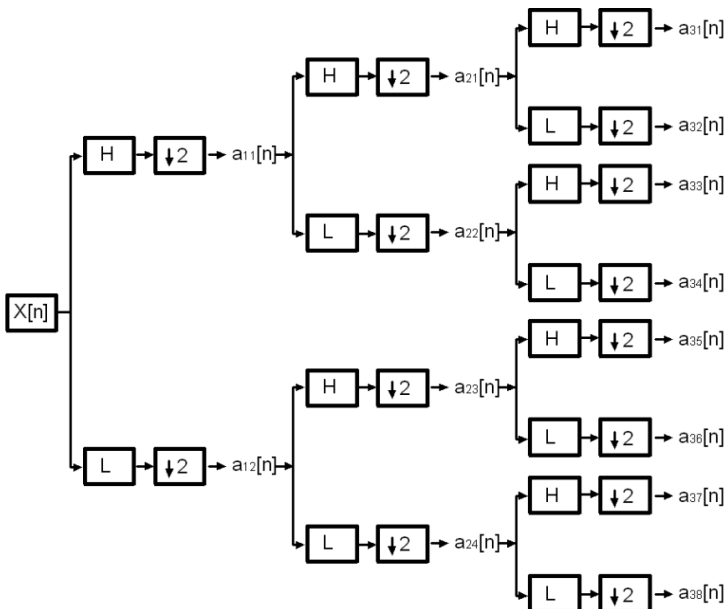 H ↓2 a31[n]
H ↓2 a21[n]
L ↓2 a32[n]
H ↓2 a11[n]
H ↓2 a33[n]
L ↓2 a22[n]
L ↓2 a34[n]
X[n]
H ↓2 a35[n]
H ↓2 a23[n]
L ↓2 a36[n]
L ↓2 a12[n]
H ↓2 a37[n]
L ↓2 a24[n]
L ↓2 a38[n]